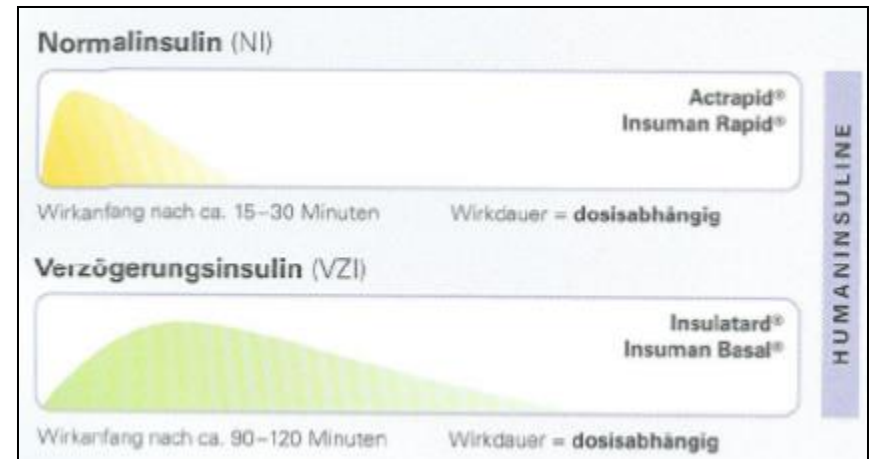 Normalinsulin (NI)
Actrapid®
Insuman Rapid®
Wirkanfang nach ca. 15–30 Minuten
Wirkdauer = dosisabhängig
Verzögerungsinsulin (VZI)
Insulatard®
Insuman Basal®
Wirkanfang nach ca. 90–120 Minuten
Wirkdauer = dosisabhängig
HUMANINSULINE